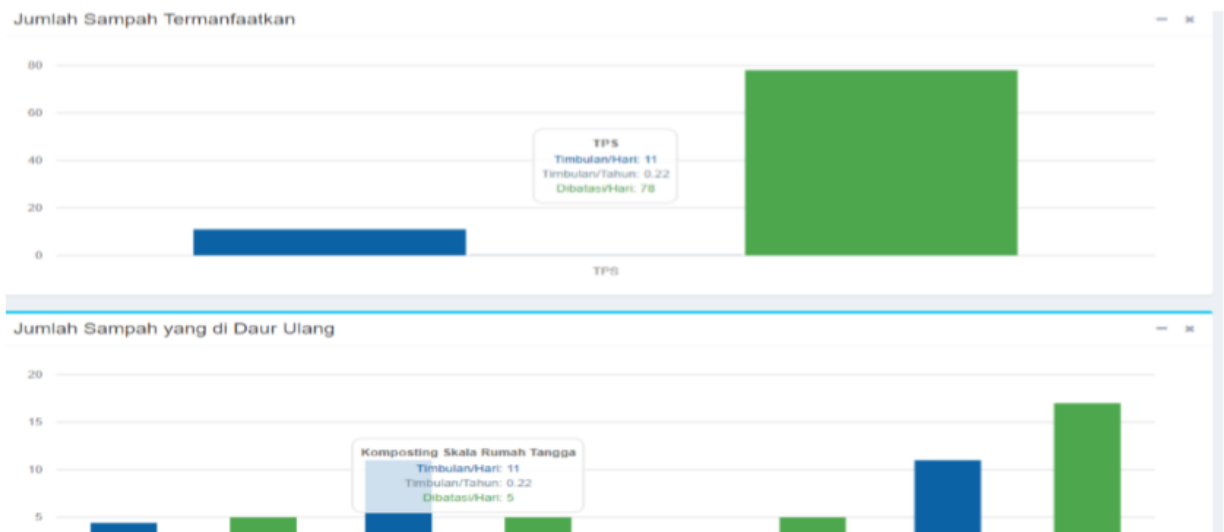 Jumlah Sampah Termanfaatkan
80
60
40
20
0
TPS
Timbulan/Hari: 11
Timbulan/Tahun: 0.22
Dibatasi/Hari: 78
TPS
Jumlah Sampah yang di Daur Ulang
20
15
10
5
Komposting Skala Rumah Tangga
Timbulan/Hari: 11
Timbulan/Tahun: 0.22
Dibatasi/Hari: 5